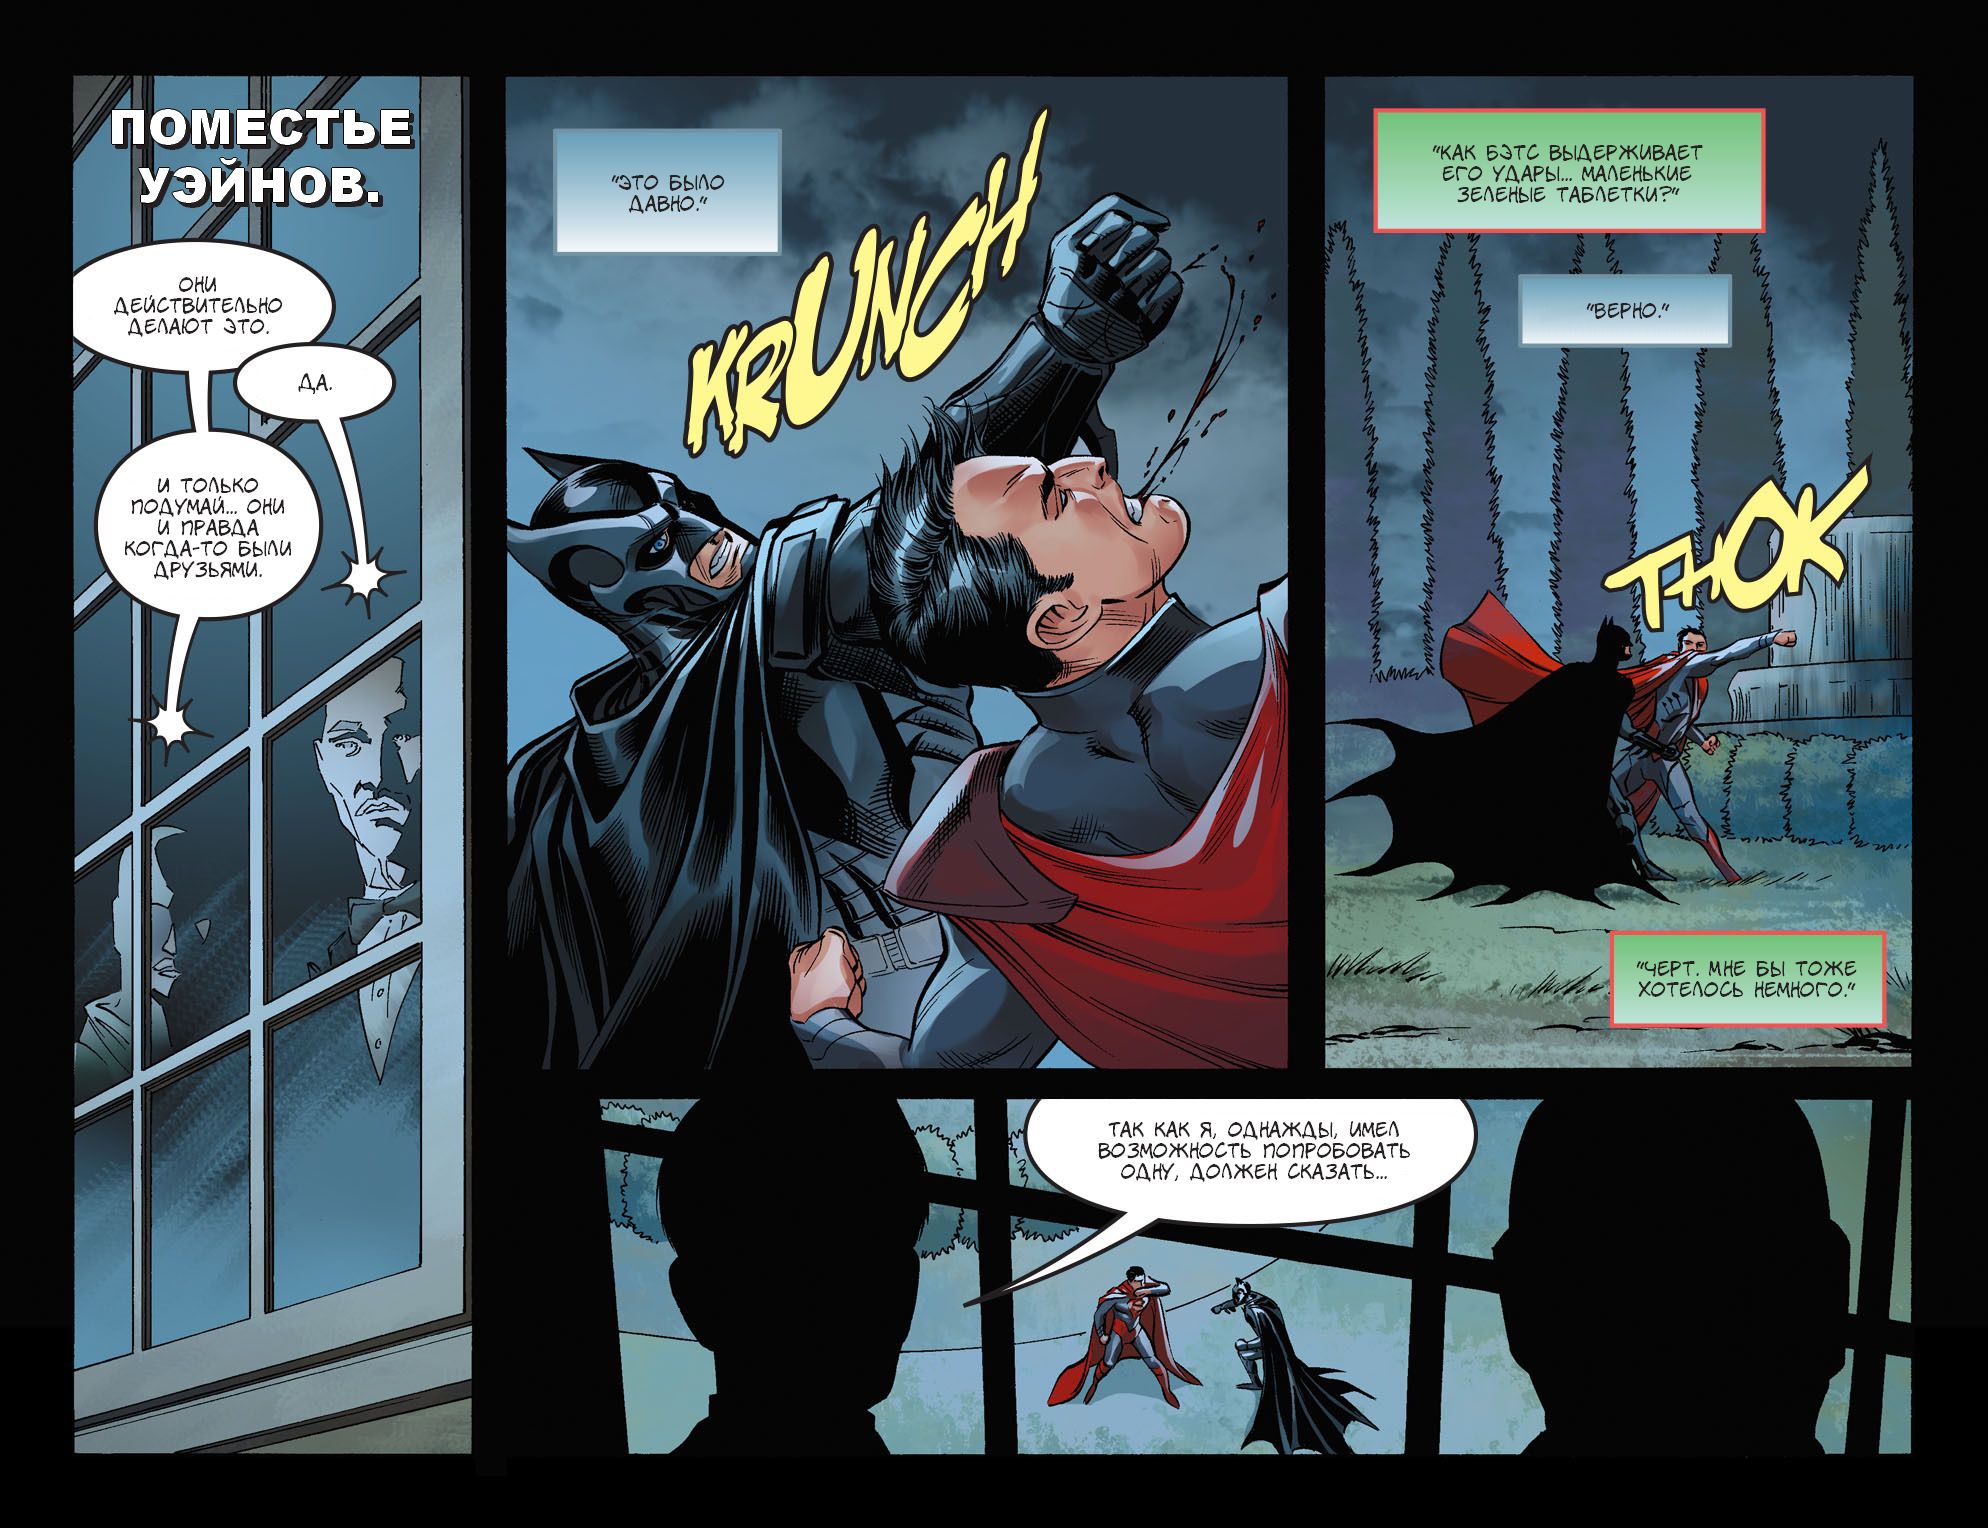 ПОМЕСТЬЕ
УЭЙНОВ.
ОНИ
ДЕЙСТВИТЕЛЬНО
ДЕЛАЮТ ЭТО.
ДА.
И ТОЛЬКО
ПОДУМАЙ... ОНИ
И ПРАВДА
КОГДА-ТО БЫЛИ
ДРУЗЬЯМИ.
"ЭТО БЫЛО
ДАВНО."
KRUNCH
"КАК БЭТС ВЫДЕРЖИВАЕТ
ЕГО УДАРЫ... МАЛЕНЬКИЕ
ЗЕЛЕНЫЕ ТАБЛЕТКИ?"
"ВЕРНО."
THOK
"ЧЕРТ. МНЕ БЫ ТОЖЕ
ХОТЕЛОСЬ НЕМНОГО."
ТАК КАК Я, ОДНАЖДЫ, ИМЕЛ
ВОЗМОЖНОСТЬ ПОПРОБОВАТЬ
ОДНУ, ДОЛЖЕН СКАЗАТЬ...